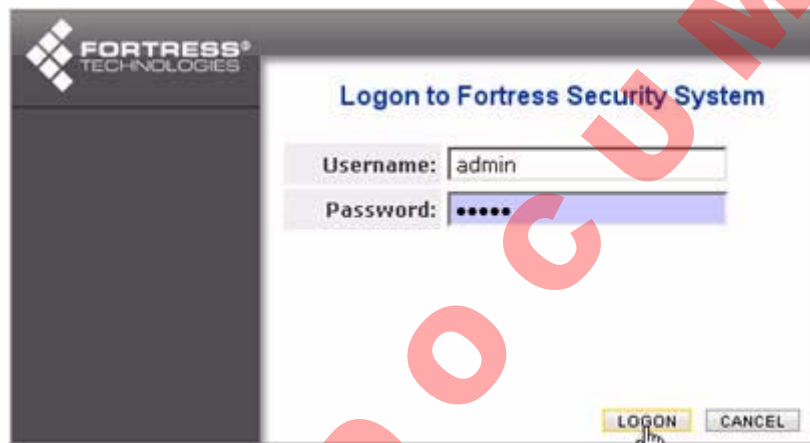 FORTRESS®
TECHNOLOGIES
Logon to Fortress Security System
Username: admin
Password: •••••
LOGON CANCEL
D O C U M